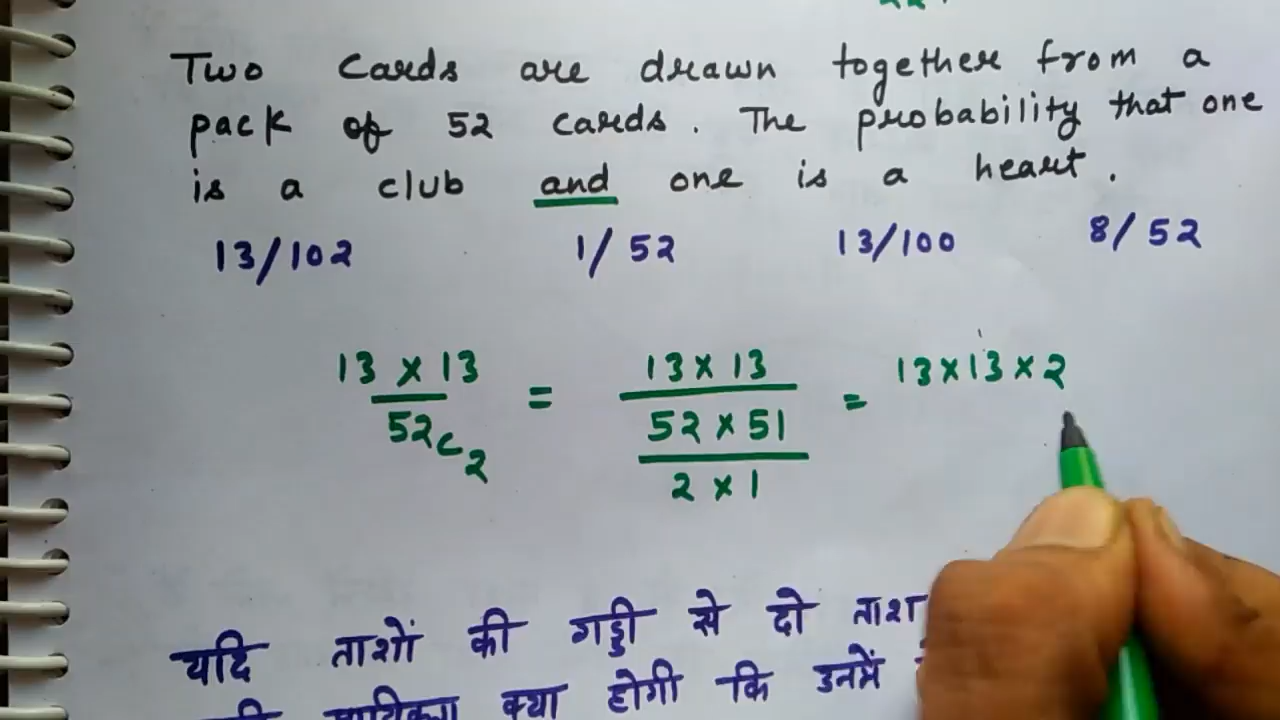 Two Cards are drawn together from a
pack of 52 cards. The probability that one
is a club and one is a heart.
13/102 1/52 13/100 8/52
13 × 13 = 13 × 13 = 13 × 13 × 2
52c2 52 × 51
2 × 1
यदि ताशों की गड्डी से दो ताश
क्या होगी कि उनमें